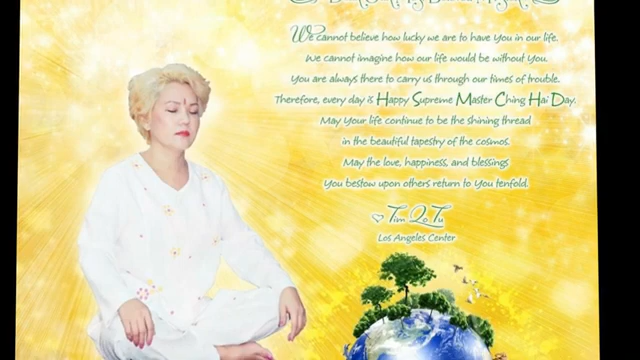 We cannot believe how lucky we are to have You in our life.
We cannot imagine how our life would be without You.
You are always there to carry us through our times of trouble.
Therefore, every day is Happy Supreme Master Ching Hai Day.
May Your life continue to be the shining thread
in the beautiful tapestry of the cosmos.
May the love, happiness, and blessings
You bestow upon others return to You tenfold.
Tim Qo Tu
Los Angeles Center